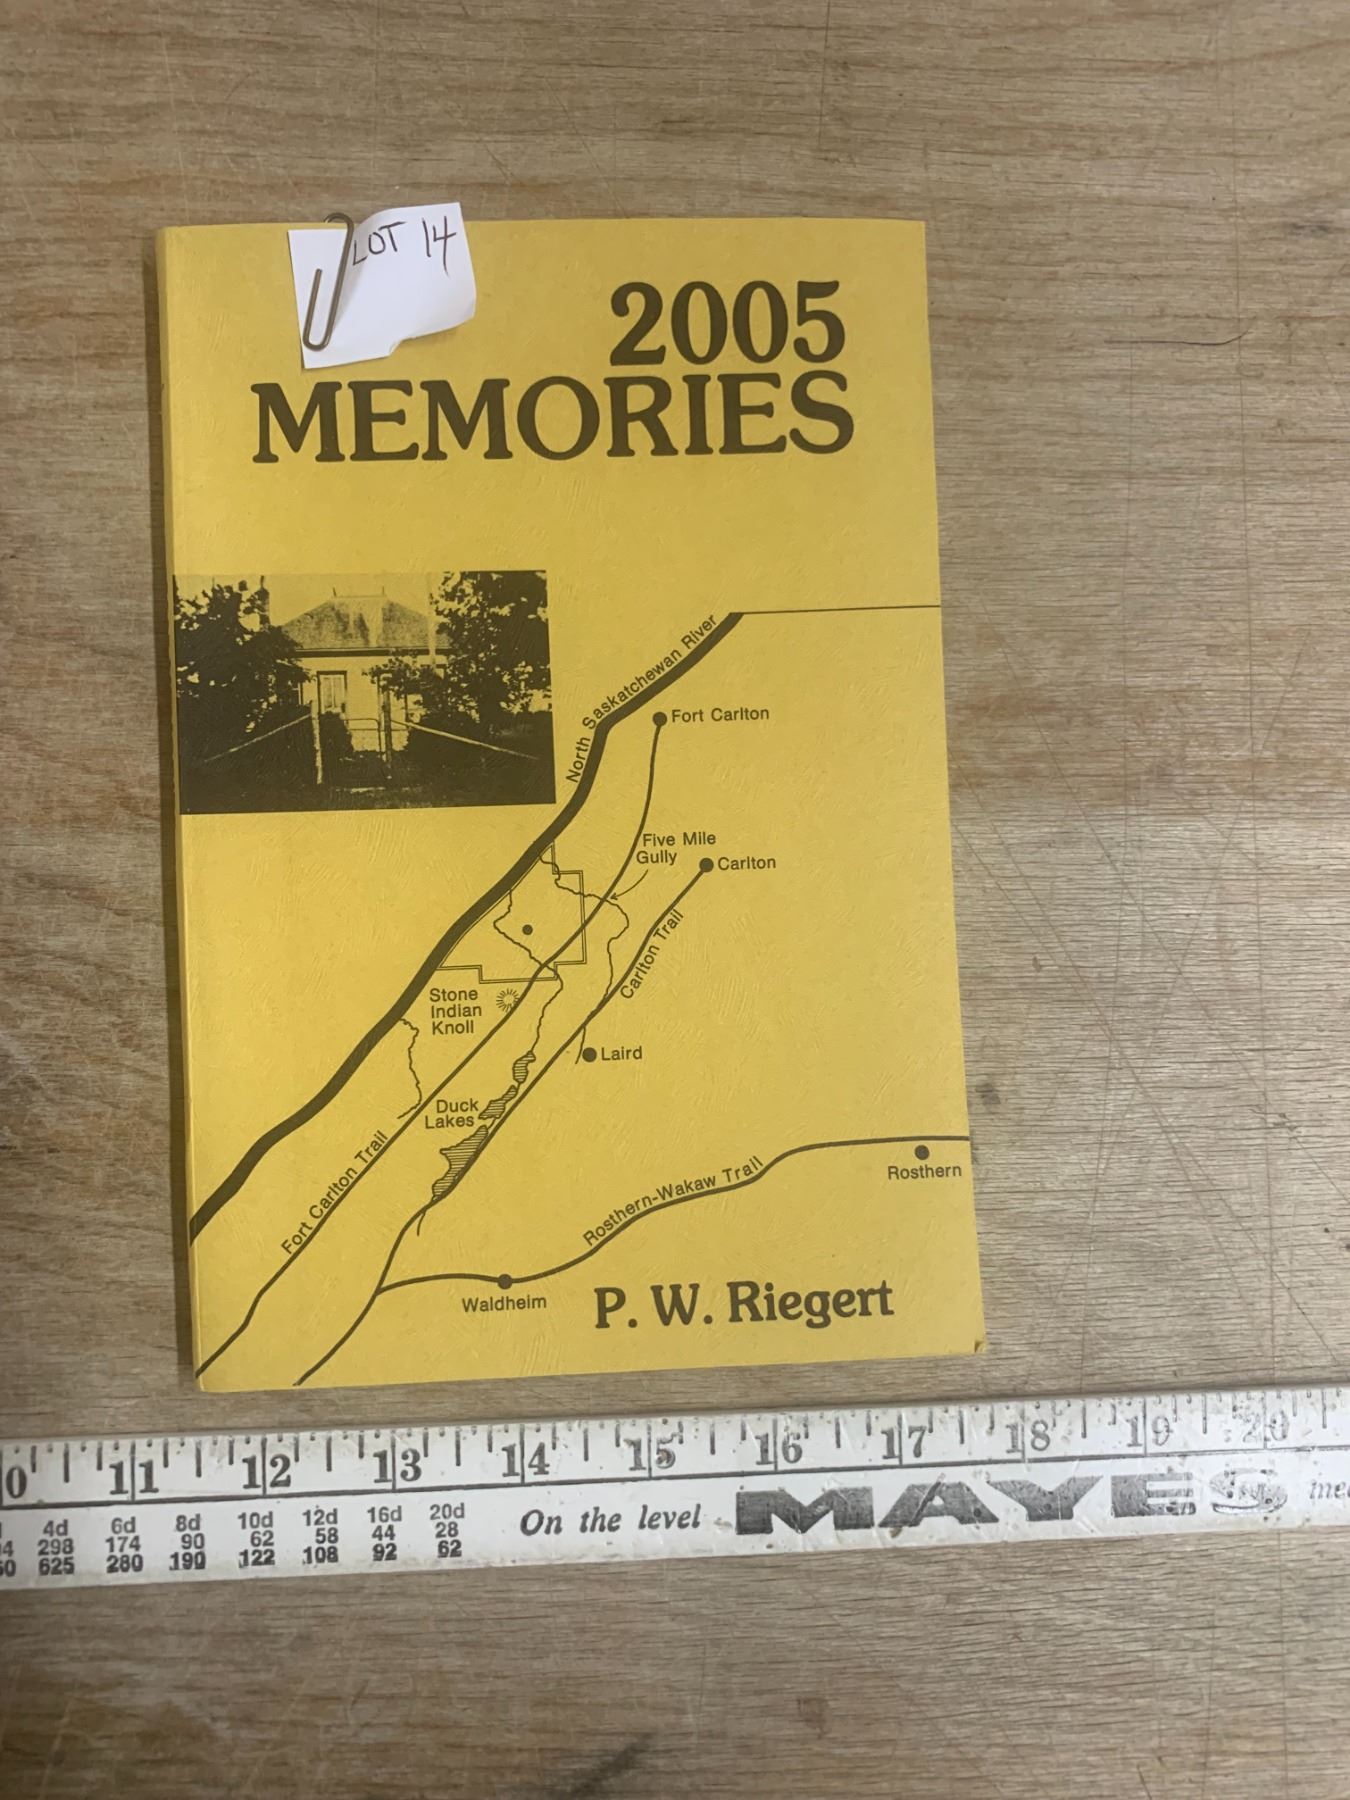 LOT 14
2005
MEMORIES
North Saskatchewan River
Fort Carlton
Five Mile
Gully
Carlton
Carlton Trail
Stone
Indian
Knoll
Laird
Duck
Lakes
Fort Carlton Trail
Rosthern-Wakaw Trail
Rosthern
Waldheim
P. W. Riegert
0 11 12 13 14 15 16 17 18 19 20
4d 6d 8d 10d 12d 16d 20d
4 298 174 90 62 58 44 28
60 625 280 190 122 108 92 62
On the level
MAYES